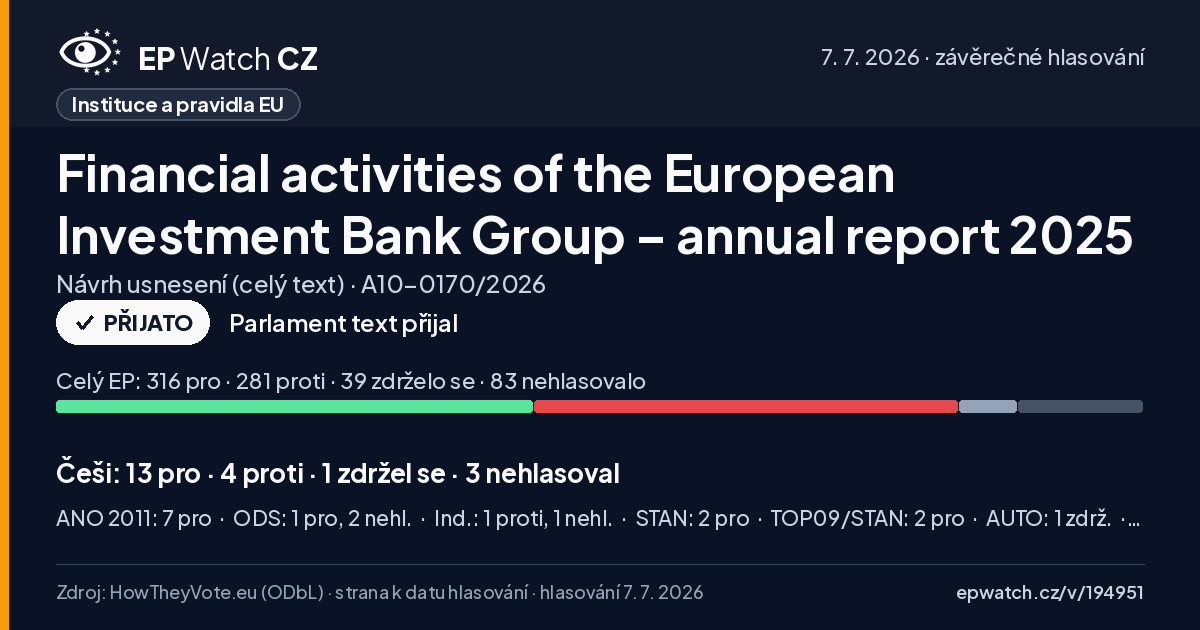 EP Watch CZ
7. 7. 2026 · závěrečné hlasování
Instituce a pravidla EU
Financial activities of the European
Investment Bank Group – annual report 2025
Návrh usnesení (celý text) · A10–0170/2026
✓ PŘIJATO Parlament text přijal
Celý EP: 316 pro · 281 proti · 39 zdrželo se · 83 nehlasovalo
Češi: 13 pro · 4 proti · 1 zdržel se · 3 nehlasoval
ANO 2011: 7 pro · ODS: 1 pro, 2 nehl. · Ind.: 1 proti, 1 nehl. · STAN: 2 pro · TOP09/STAN: 2 pro · AUTO: 1 zdrž. ·…
Zdroj: HowTheyVote.eu (ODbL) · strana k datu hlasování · hlasování 7. 7. 2026
epwatch.cz/v/194951